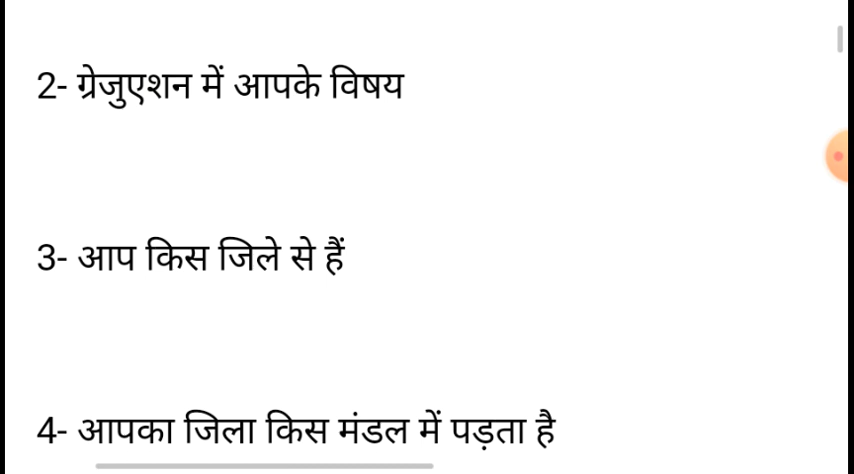 2- ग्रेजुएशन में आपके विषय
3- आप किस जिले से हैं
4- आपका जिला किस मंडल में पड़ता है